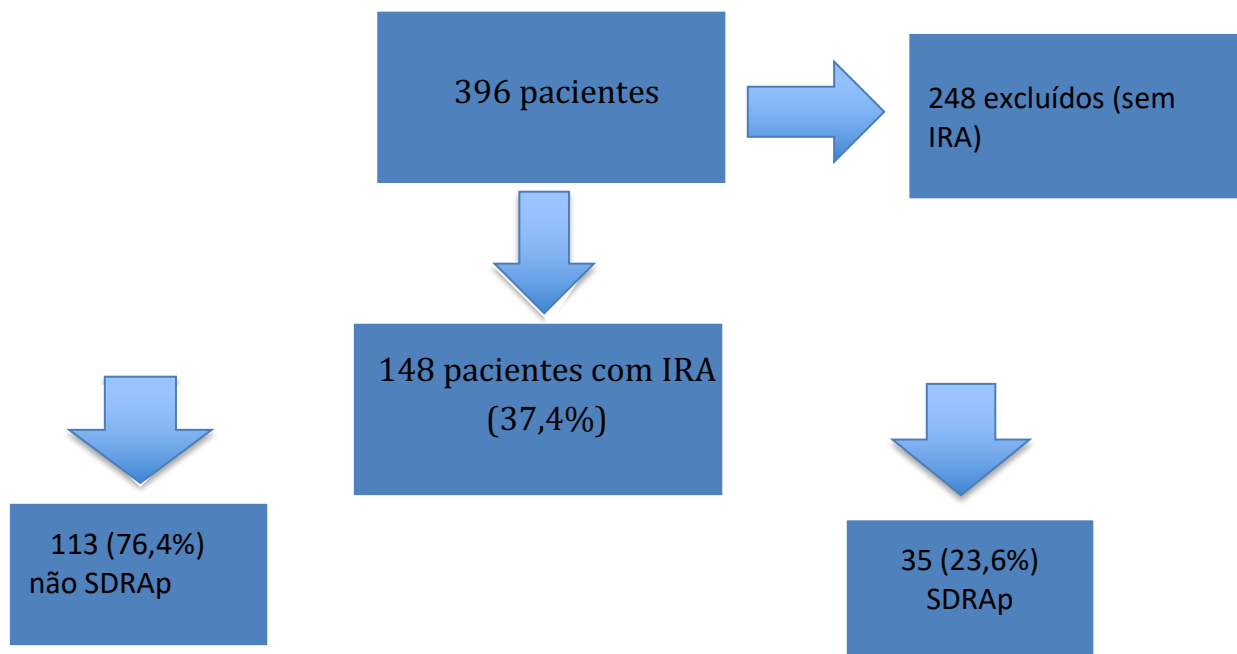 396 pacientes
248 excluídos (sem
IRA)
148 pacientes com IRA
(37,4%)
113 (76,4%)
não SDRAp
35 (23,6%)
SDRAp